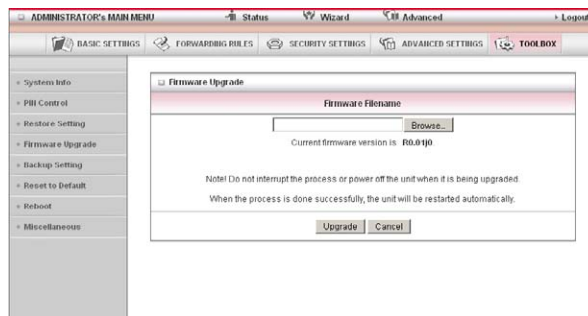 ADMINISTRATOR's MAIN MENU Status Wizard Advanced Logout
BASIC SETTINGS FORWARDING RULES SECURITY SETTINGS ADVANCED SETTINGS TOOLBOX
System Info
Firmware Upgrade
Firmware Filename
PIII Control
Browse...
Restore Setting
Current firmware version is R0.01j0.
Firmware Upgrade
Backup Setting
Note! Do not interrupt the process or power off the unit when it is being upgraded.
Reset to Default
When the process is done successfully, the unit will be restarted automatically.
Reboot
Miscellaneous
Upgrade Cancel